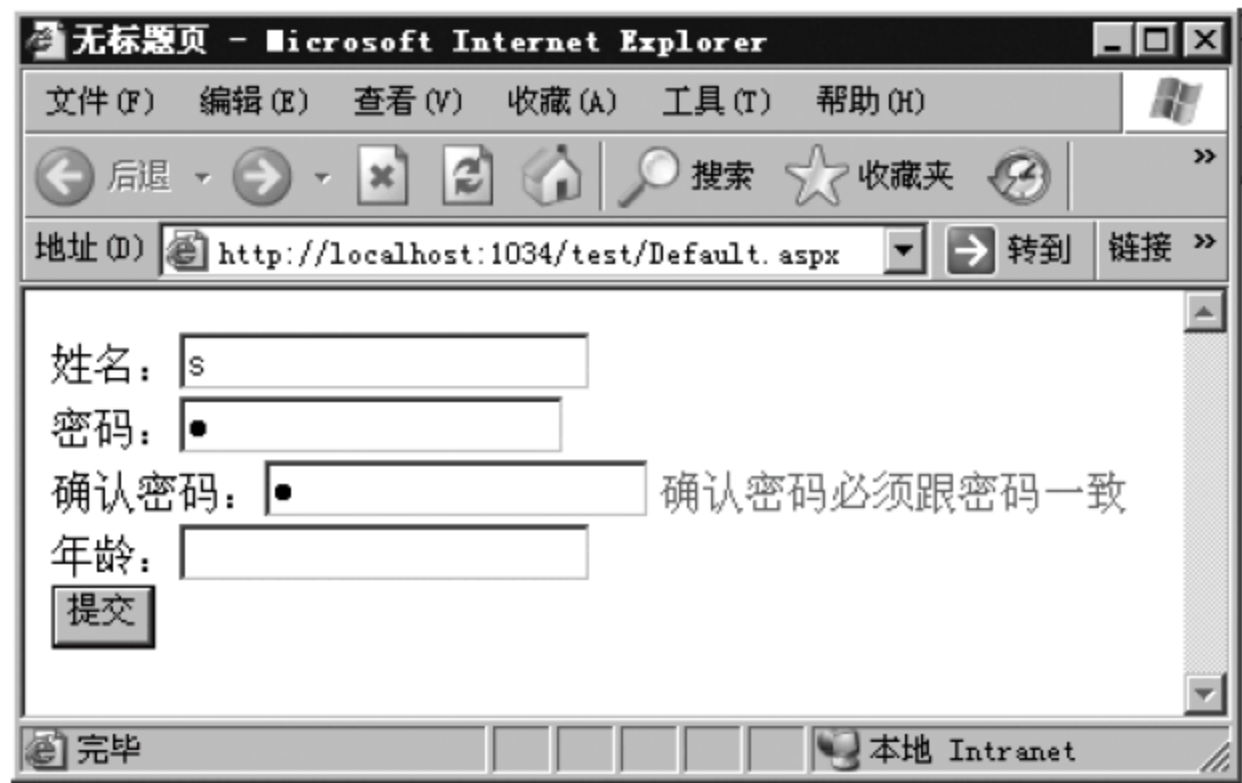 无标题页 - Microsoft Internet Explorer
文件(F) 编辑(E) 查看(V) 收藏(A) 工具(T) 帮助(H)
后退 搜索 收藏夹 »
地址(D) http://localhost:1034/test/Default.aspx 转到 链接 »
姓名：s
密码：●
确认密码：● 确认密码必须跟密码一致
年龄：
提交
完毕 本地 Intranet